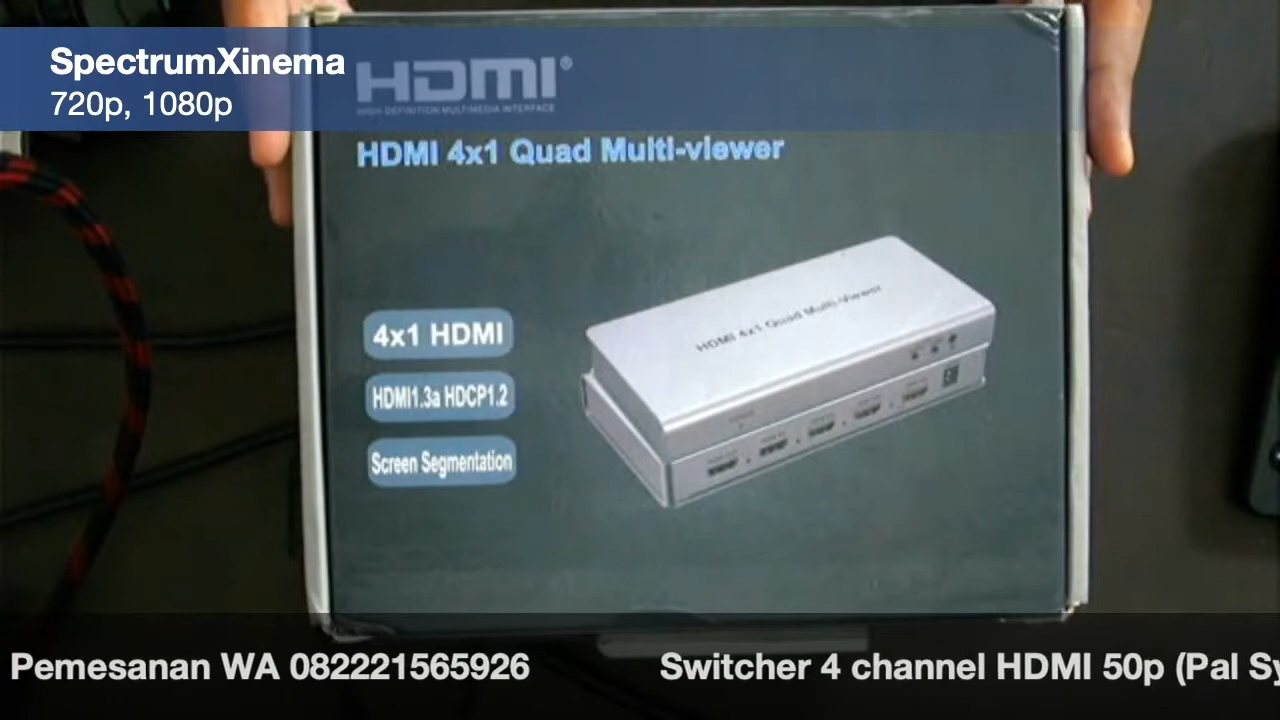 SpectrumXinema
720p, 1080p
HDMI®
HIGH-DEFINITION MULTIMEDIA INTERFACE
HDMI 4x1 Quad Multi-viewer
HDMI 4x1 Quad Multi-Viewer
4x1 HDMI
HDMI1.3a HDCP1.2
Screen Segmentation
Pemesanan WA 082221565926
Switcher 4 channel HDMI 50p (Pal Sy